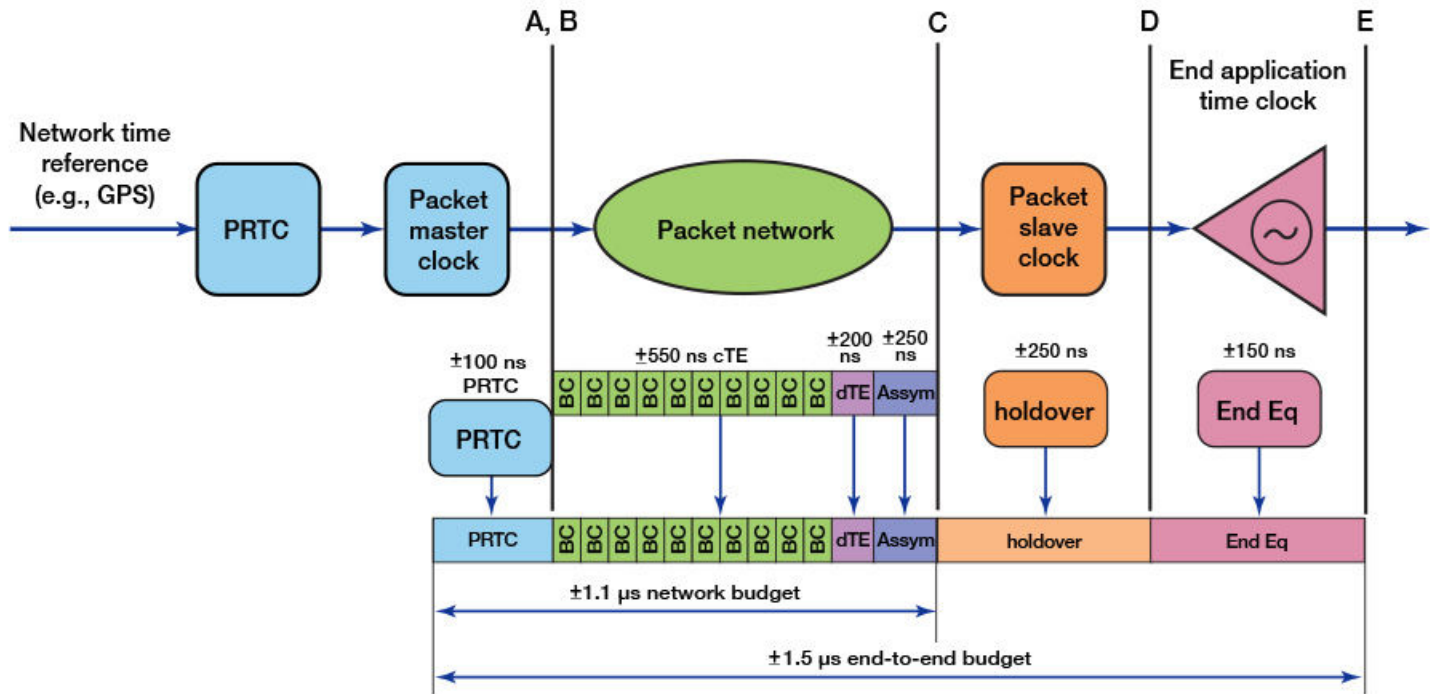 A, B
C
D
E
End application
time clock
Network time
reference
(e.g., GPS)
PRTC
Packet
master
clock
Packet network
Packet
slave
clock
±100 ns
PRTC
±550 ns cTE
±200
ns
±250
ns
±250 ns
±150 ns
BC BC BC BC BC BC BC BC BC BC dTE Assym
PRTC
holdover
End Eq
PRTC BC BC BC BC BC BC BC BC BC BC dTE Assym holdover End Eq
±1.1 μs network budget
±1.5 μs end-to-end budget